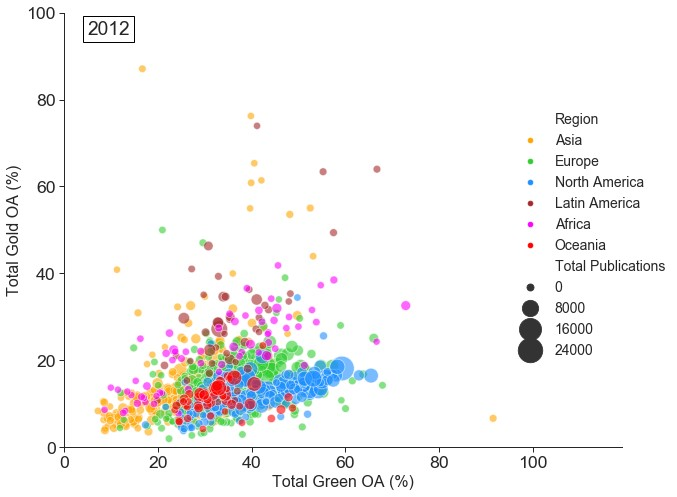 2012
100
80
60
40
20
0
Total Gold OA (%)
0 20 40 60 80 100
Total Green OA (%)
Region
Asia
Europe
North America
Latin America
Africa
Oceania
Total Publications
0
8000
16000
24000